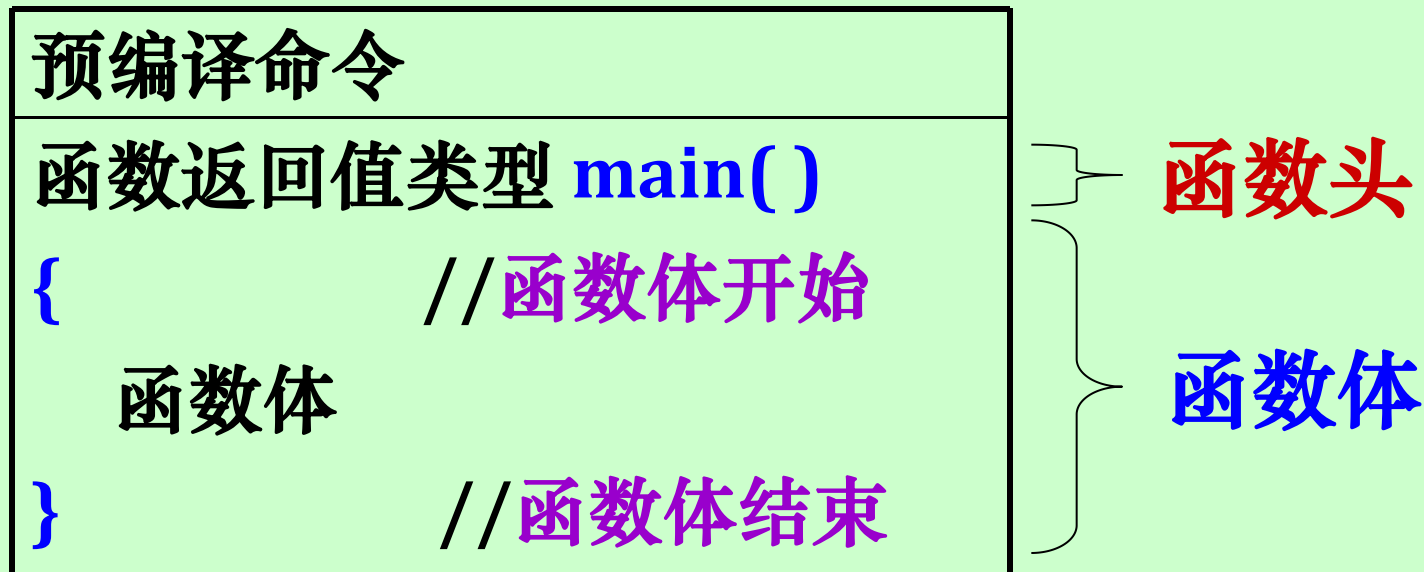 预编译命令
函数返回值类型 main( )
函数头
{ //函数体开始
函数体
函数体
} //函数体结束